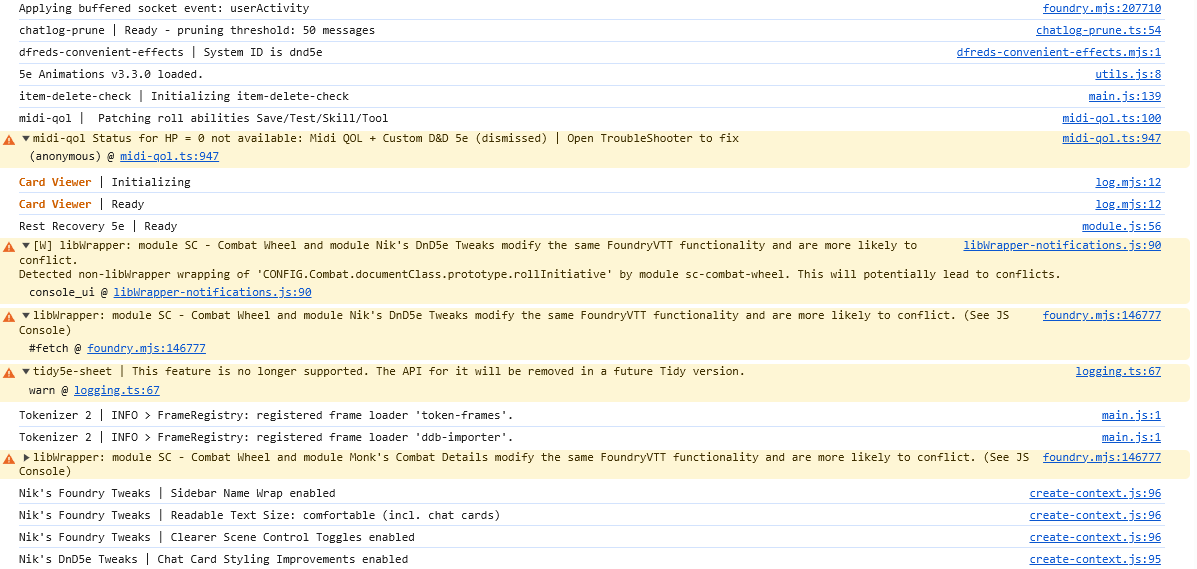 Applying buffered socket event: userActivity foundry.mjs:207710
chatlog-prune | Ready - pruning threshold: 50 messages chatlog-prune.ts:54
dfreds-convenient-effects | System ID is dnd5e dfreds-convenient-effects.mjs:1
5e Animations v3.3.0 loaded. utils.js:8
item-delete-check | Initializing item-delete-check main.js:139
midi-qol |  Patching roll abilities Save/Test/Skill/Tool midi-qol.ts:100
midi-qol Status for HP = 0 not available: Midi QOL + Custom D&D 5e (dismissed) | Open TroubleShooter to fix midi-qol.ts:947
(anonymous) @ midi-qol.ts:947
Card Viewer | Initializing log.mjs:12
Card Viewer | Ready log.mjs:12
Rest Recovery 5e | Ready module.js:56
[W] libWrapper: module SC - Combat Wheel and module Nik's DnD5e Tweaks modify the same FoundryVTT functionality and are more likely to libWrapper-notifications.js:90
conflict.
Detected non-libWrapper wrapping of 'CONFIG.Combat.documentClass.prototype.rollInitiative' by module sc-combat-wheel. This will potentially lead to conflicts.
console_ui @ libWrapper-notifications.js:90
libWrapper: module SC - Combat Wheel and module Nik's DnD5e Tweaks modify the same FoundryVTT functionality and are more likely to conflict. (See JS foundry.mjs:146777
Console)
#fetch @ foundry.mjs:146777
tidy5e-sheet | This feature is no longer supported. The API for it will be removed in a future Tidy version. logging.ts:67
warn @ logging.ts:67
Tokenizer 2 | INFO > FrameRegistry: registered frame loader 'token-frames'. main.js:1
Tokenizer 2 | INFO > FrameRegistry: registered frame loader 'ddb-importer'. main.js:1
libWrapper: module SC - Combat Wheel and module Monk's Combat Details modify the same FoundryVTT functionality and are more likely to conflict. (See JS foundry.mjs:146777
Console)
Nik's Foundry Tweaks | Sidebar Name Wrap enabled create-context.js:96
Nik's Foundry Tweaks | Readable Text Size: comfortable (incl. chat cards) create-context.js:96
Nik's Foundry Tweaks | Clearer Scene Control Toggles enabled create-context.js:96
Nik's DnD5e Tweaks | Chat Card Styling Improvements enabled create-context.js:95